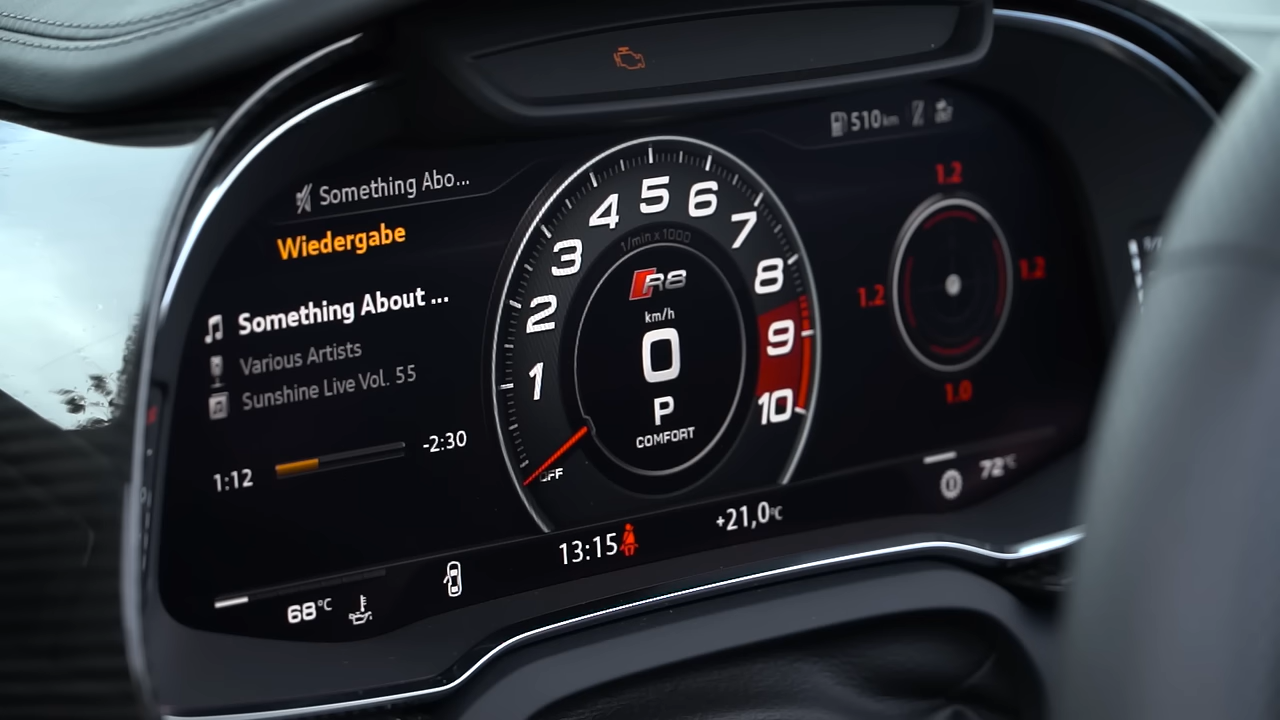 510 km
Something Abo...
Wiedergabe
Something About ...
Various Artists
Sunshine Live Vol. 55
1:12
-2:30
1 2 3 4 5 6 7 8 9 10
1/min x 1000
R8
km/h
0
P
COMFORT
OFF
1.2
1.2
1.2
1.0
13:15
+21,0°C
68°C
72°C